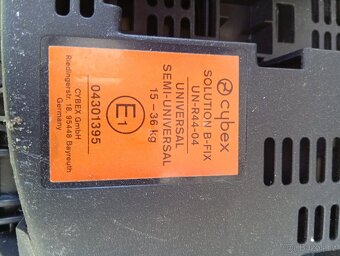 cybex
SOLUTION B-FIX
UN-R44-04
UNIVERSAL
SEMI-UNIVERSAL
15 – 36 kg
E1
04301395
CYBEX GmbH
Riedingerstr.18, 95448 Bayreuth
Germany